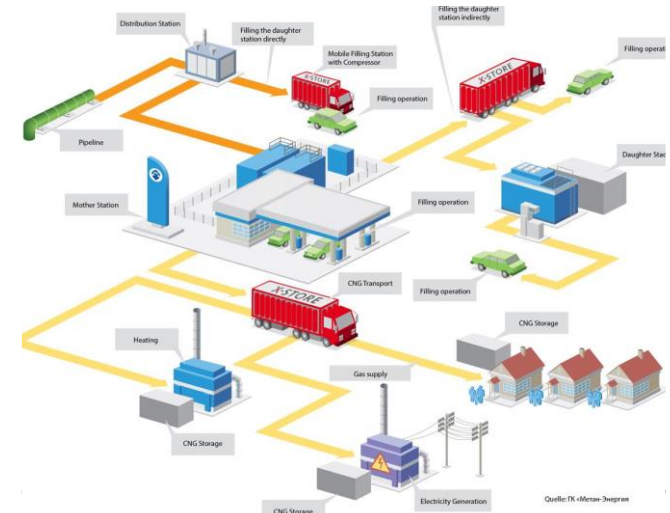 Distribution Station
Filling the daughter
station directly
Filling the daughter
station indirectly
Mobile Filling Station
with Compressor
X-STORE
X-STORE
Filling operation
Pipeline
Daughter
Mother Station
Filling operation
Filling operation
CNG Transport
X-STORE
CNG Storage
Heating
Gas supply
CNG Storage
Electricity Generation
CNG Storage
Quelle: ГК «Метан-Энергия